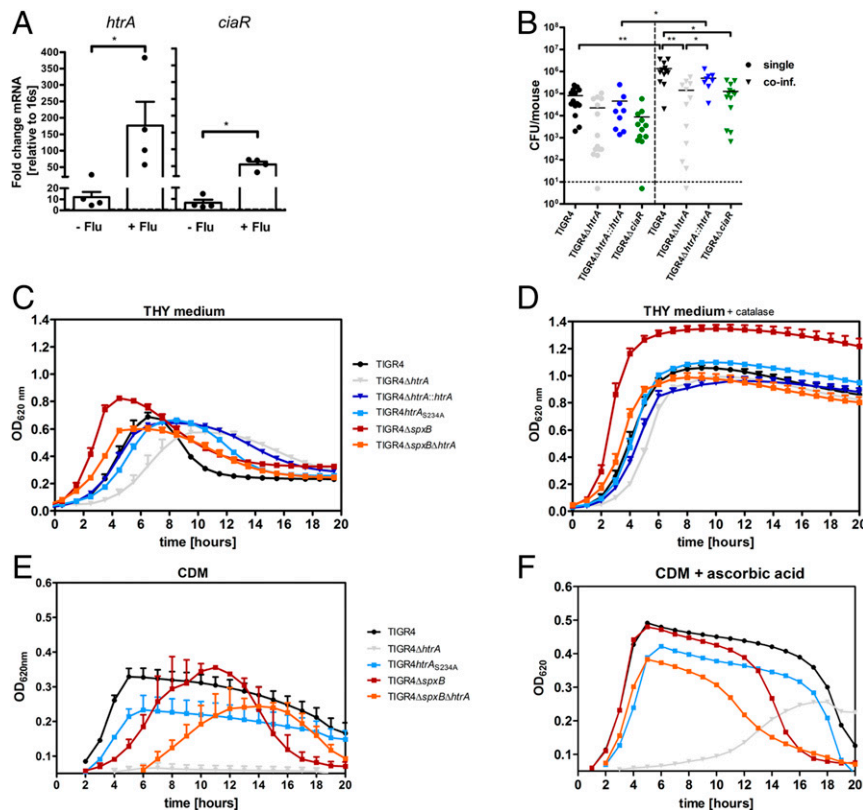 A
htrA
ciaR
*
*
Fold change mRNA
[relative to 16s]
400
350
300
250
200
150
100
50
20
10
0
- Flu
+ Flu
- Flu
+ Flu
B
*
**
*
**
*
single
co-inf.
CFU/mouse
10⁸
10⁷
10⁶
10⁵
10⁴
10³
10²
10¹
10⁰
TIGR4
TIGR4ΔhtrA
TIGR4ΔhtrA::htrA
TIGR4ΔciaR
TIGR4
TIGR4ΔhtrA
TIGR4ΔhtrA::htrA
TIGR4ΔciaR
C
THY medium
OD620 nm
1.4
1.2
1.0
0.8
0.6
0.4
0.2
0.0
0 2 4 6 8 10 12 14 16 18 20
time [hours]
TIGR4
TIGR4ΔhtrA
TIGR4ΔhtrA::htrA
TIGR4htrAS234A
TIGR4ΔspxB
TIGR4ΔspxBΔhtrA
D
THY medium + catalase
OD620 nm
1.4
1.2
1.0
0.8
0.6
0.4
0.2
0.0
0 2 4 6 8 10 12 14 16 18 20
time [hours]
E
CDM
OD620nm
0.6
0.5
0.4
0.3
0.2
0.1
0 2 4 6 8 10 12 14 16 18 20
time [hours]
TIGR4
TIGR4ΔhtrA
TIGR4htrAS234A
TIGR4ΔspxB
TIGR4ΔspxBΔhtrA
F
CDM + ascorbic acid
OD620
0.6
0.5
0.4
0.3
0.2
0.1
0 2 4 6 8 10 12 14 16 18 20
time [hours]